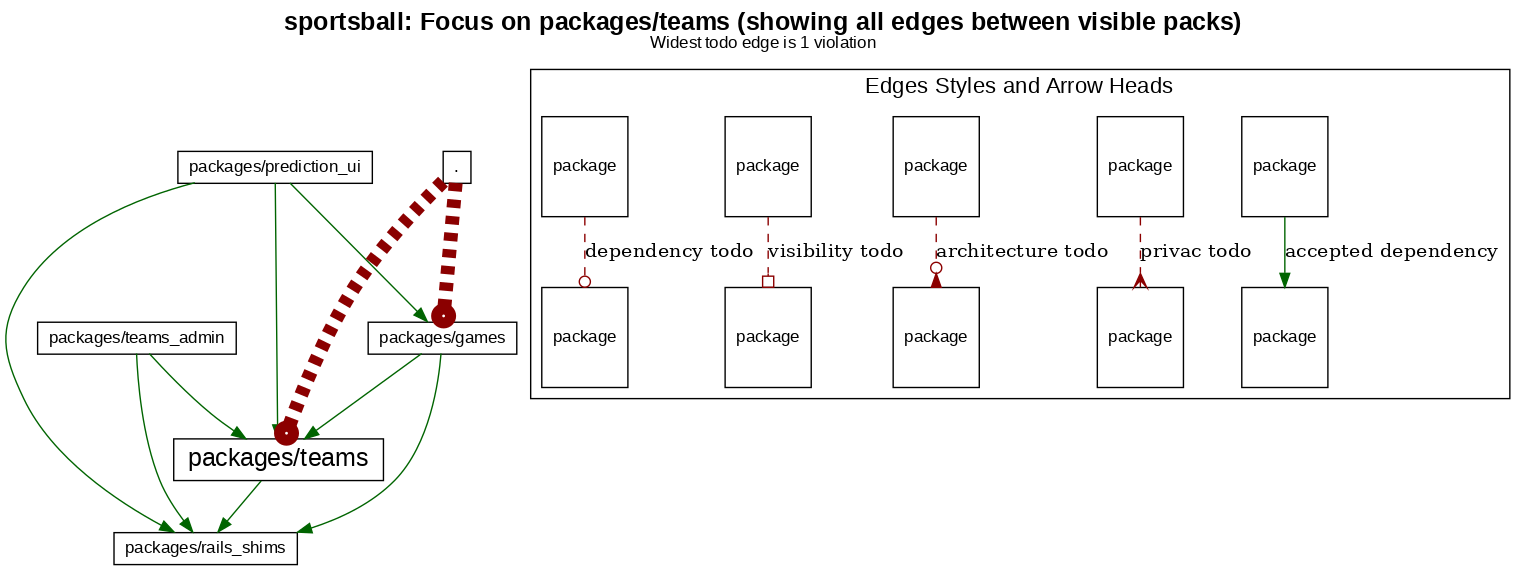 sportsball: Focus on packages/teams (showing all edges between visible packs)
Widest todo edge is 1 violation
packages/prediction_ui
.
packages/teams_admin
packages/games
packages/teams
packages/rails_shims
Edges Styles and Arrow Heads
package
package
package
package
package
dependency todo
visibility todo
architecture todo
privac todo
accepted dependency
package
package
package
package
package